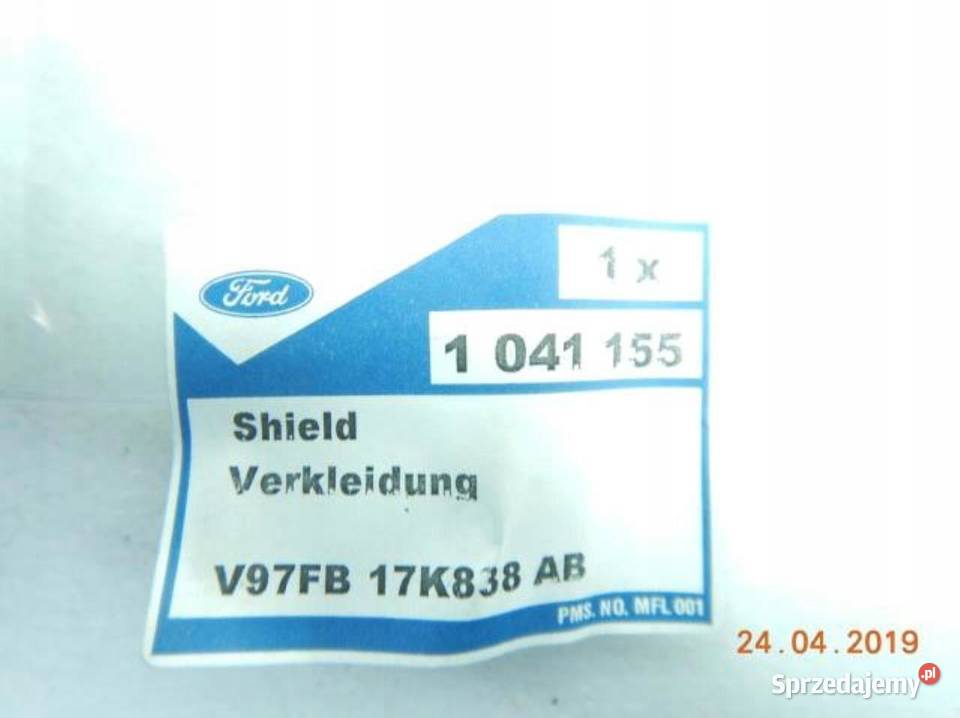 Ford
1 x
1 041 155
Shield
Verkleidung
V97FB 17K838 AB
PMS. NO. MFL 001
24.04.2019
Sprzedajemy.pl